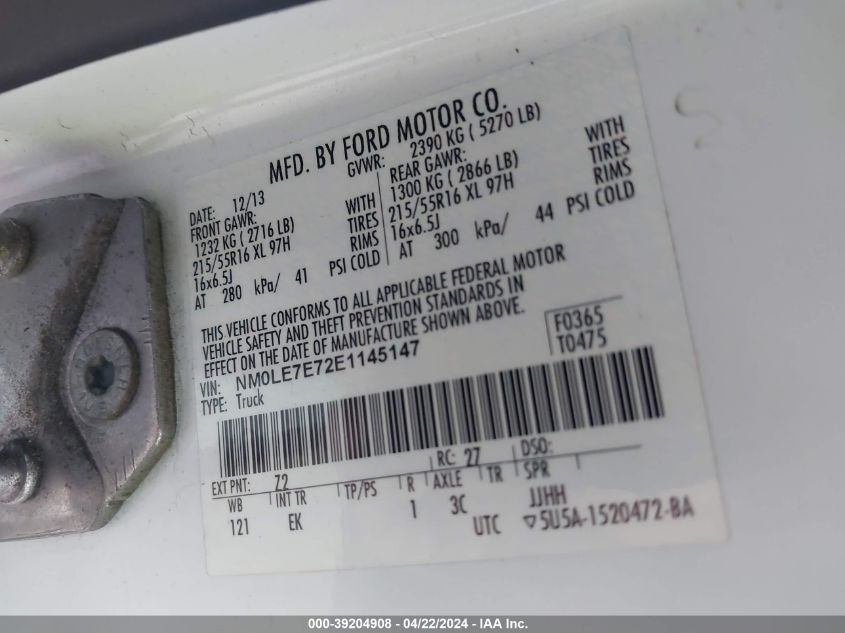 MFD. BY FORD MOTOR CO.
DATE: 12/13 GVWR: 2390 KG ( 5270 LB)
FRONT GAWR: REAR GAWR:
1232 KG ( 2716 LB) WITH 1300 KG ( 2866 LB) WITH
215/55R16 XL 97H TIRES 215/55R16 XL 97H TIRES
16x6.5J RIMS 16x6.5J RIMS
AT 280 kPa/ 41 PSI COLD AT 300 kPa/ 44 PSI COLD
THIS VEHICLE CONFORMS TO ALL APPLICABLE FEDERAL MOTOR
VEHICLE SAFETY AND THEFT PREVENTION STANDARDS IN
EFFECT ON THE DATE OF MANUFACTURE SHOWN ABOVE.
F0365
T0475
VIN: NM0LE7E72E1145147
TYPE: Truck
EXT PNT: Z2 RC: 27 DSO:
WB INT TR TP/PS R AXLE TR SPR
121 EK 1 3C JJHH
UTC ▽5U5A-1520472-BA
000-39204908 - 04/22/2024 - IAA Inc.